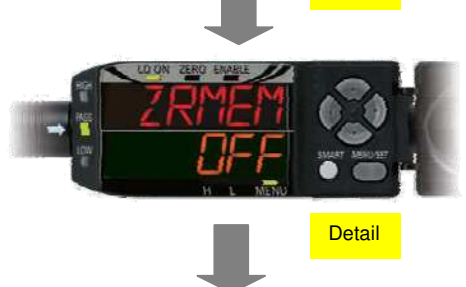 LD ON ZERO ENABLE
HIGH
ZRMEM
PASS
OFF
LOW
SMART MENU/SET
H L MENU
Detail